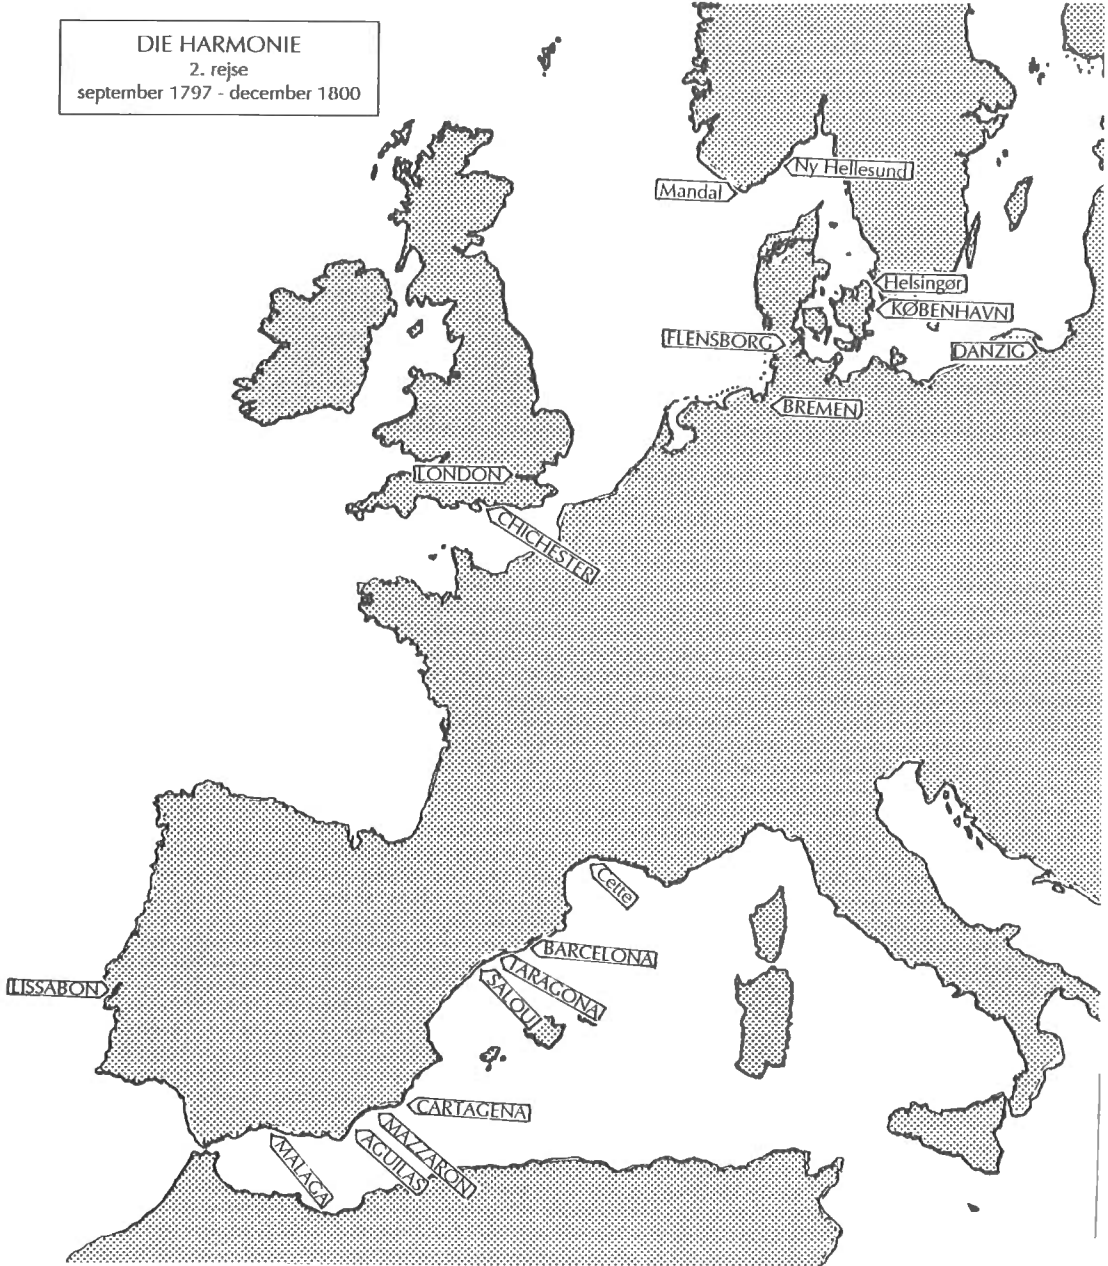 DIE HARMONIE
2. rejse
september 1797 - december 1800
Ny Hellesund
Mandal
Helsingør
KØBENHAVN
FLENSBORG
DANZIG
BREMEN
LONDON
CHICHESTER
Cette
BARCELONA
TARAGONA
SALOU
LISSABON
CARTAGENA
MAZZARON
AGUILAS
MALAGA